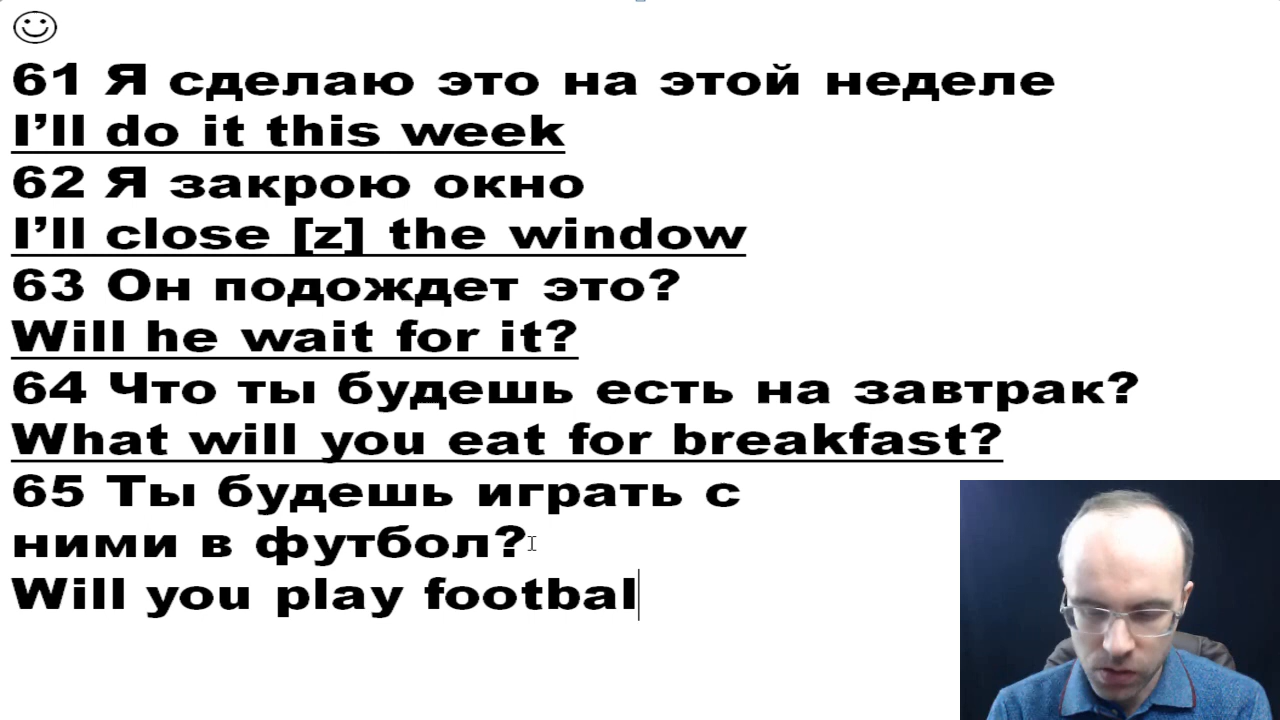 61 Я сделаю это на этой неделе
I’ll do it this week
62 Я закрою окно
I’ll close [z] the window
63 Он подождет это?
Will he wait for it?
64 Что ты будешь есть на завтрак?
What will you eat for breakfast?
65 Ты будешь играть с
ними в футбол?
Will you play footbal